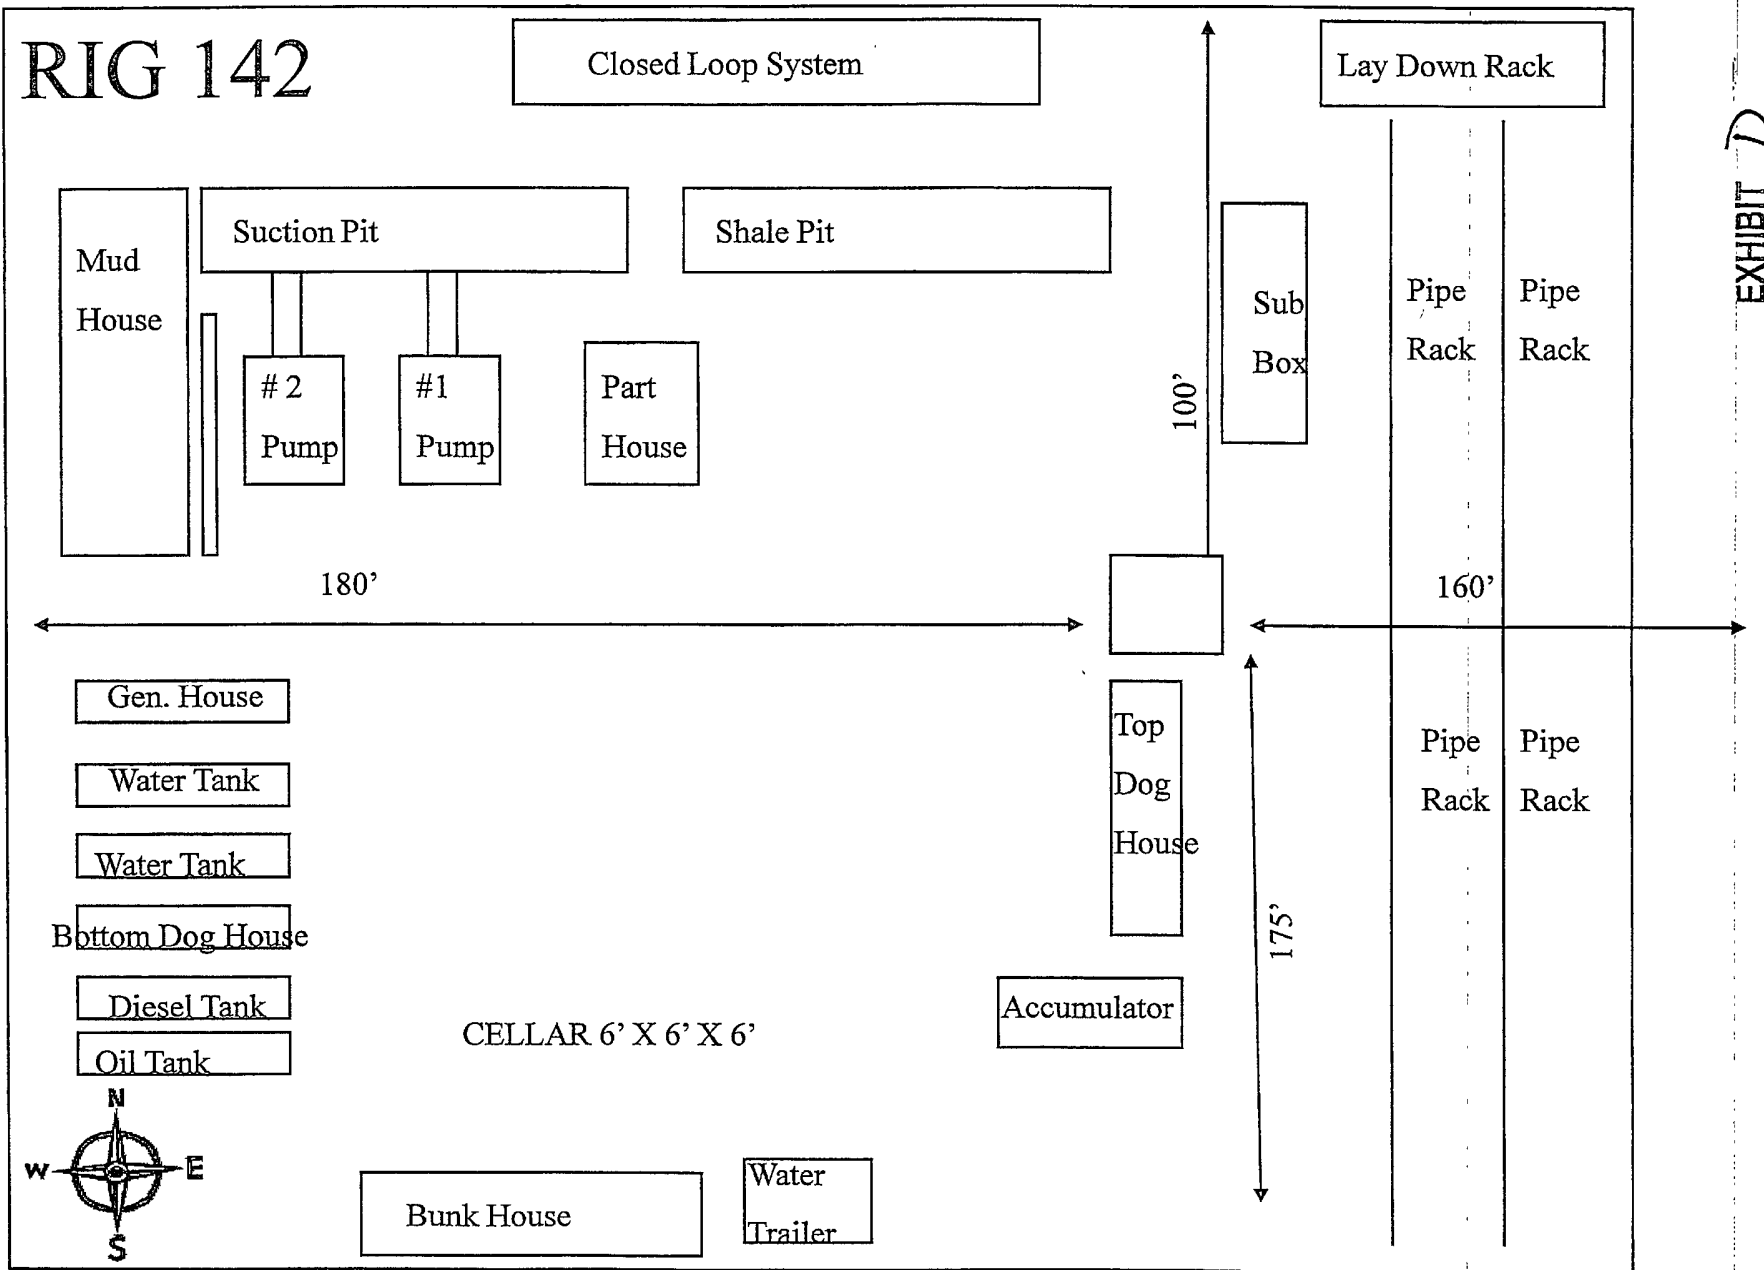 RIG 142
Closed Loop System
Lay Down Rack
EXHIBIT D
Mud
House
Suction Pit
Shale Pit
Sub
Box
Pipe
Rack
Pipe
Rack
# 2
Pump
#1
Pump
Part
House
100’
180’
160’
Gen. House
Water Tank
Water Tank
Bottom Dog House
Diesel Tank
Oil Tank
Top
Dog
House
Pipe
Rack
Pipe
Rack
175’
Accumulator
CELLAR 6’ X 6’ X 6’
N
W
E
S
Bunk House
Water
Trailer